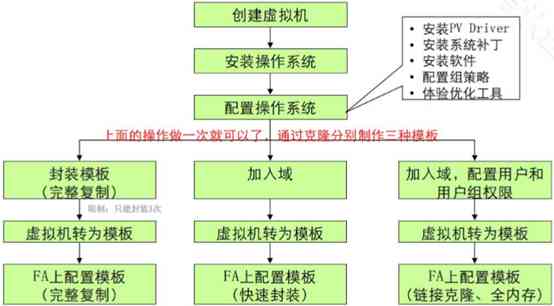 创建虚拟机
安装操作系统
配置操作系统
• 安装PV Driver
• 安装系统补丁
• 安装软件
• 配置组策略
• 体验优化工具
上面的操作做一次就可以了，通过克隆分别制作三种模板
封装模板
（完整复制）
限制：只能封装3次
加入域
加入域，配置用户和
用户组权限
虚拟机转为模板
虚拟机转为模板
虚拟机转为模板
FA上配置模板
（完整复制）
FA上配置模板
（快速封装）
FA上配置模板
（链接克隆、全内存）